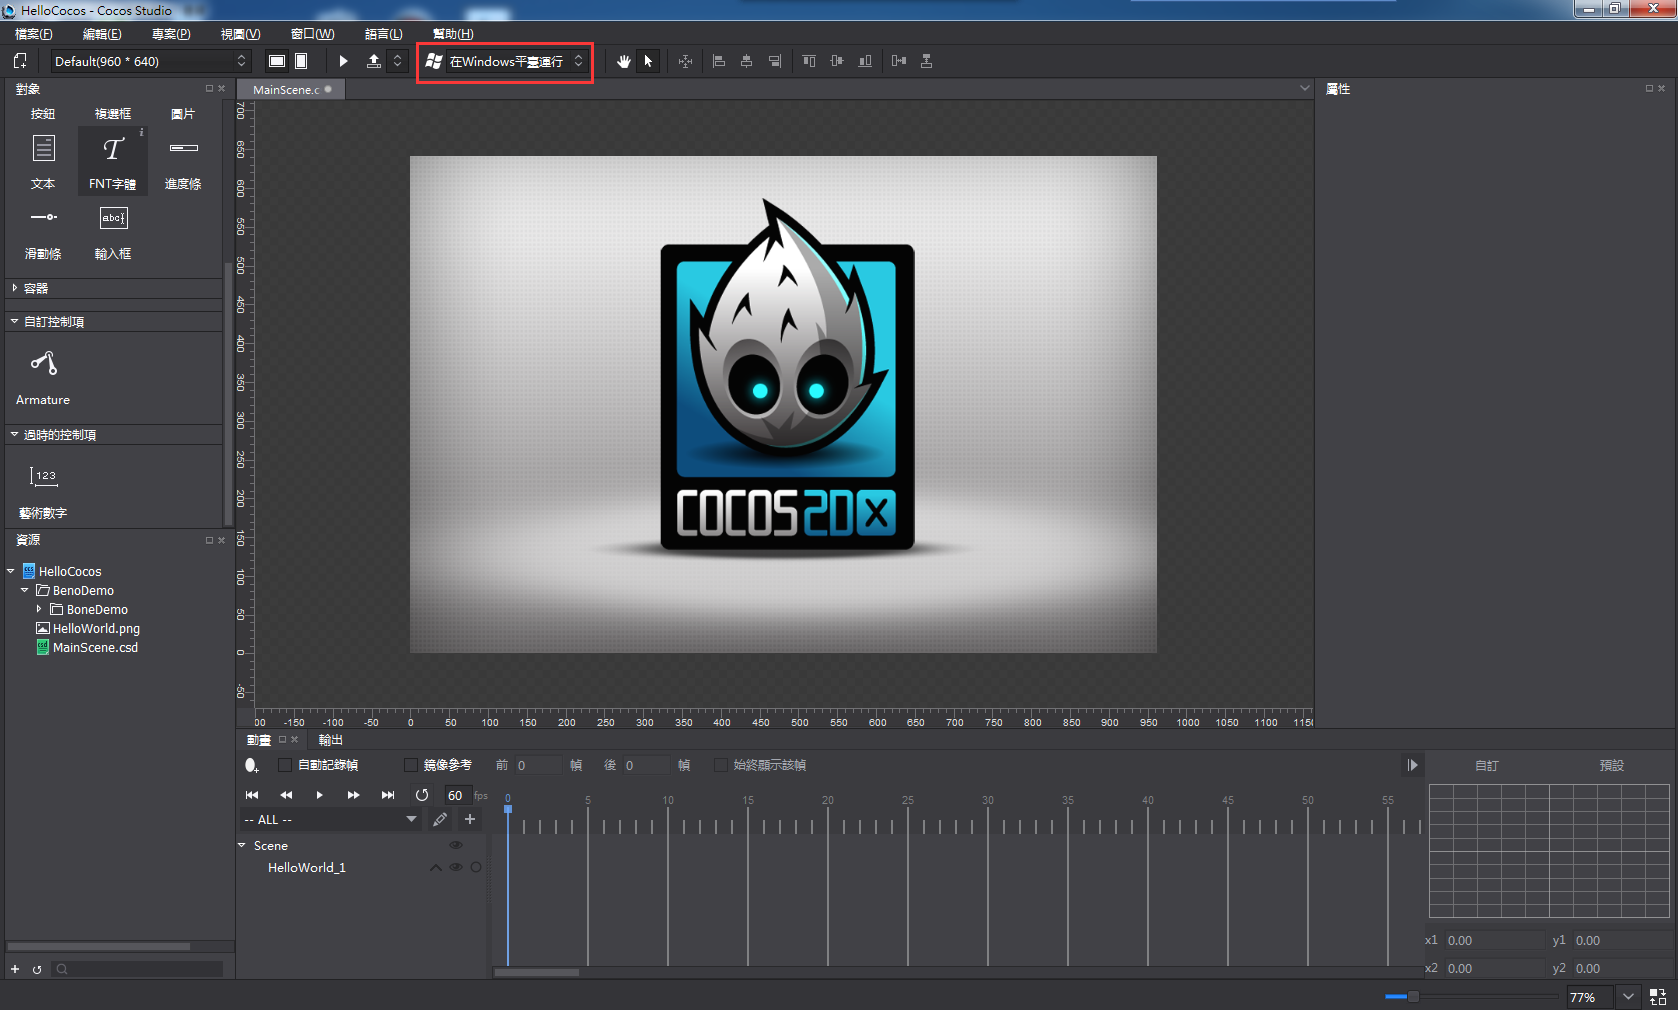 HelloCocos - Cocos Studio
檔案(F) 編輯(E) 專案(P) 視圖(V) 窗口(W) 語言(L) 幫助(H)
Default(960 * 640) 在Windows平臺運行
對象
MainScene.c
屬性
按鈕 複選框 圖片
文本 FNT字體 進度條
abc
滑動條 輸入框
容器
自訂控制項
Armature
過時的控制項
123
藝術數字
資源
HelloCocos
BenoDemo
BoneDemo
HelloWorld.png
MainScene.csd
700
650
600
550
500
450
400
350
300
250
200
150
100
50
0
-50
COCOS2DX
00 -150 -100 -50 0 50 100 150 200 250 300 350 400 450 500 550 600 650 700 750 800 850 900 950 1000 1050 1100 115
動畫 輸出
自動記錄幀 鏡像參考 前 0 幀 後 0 幀 始終顯示該幀 自訂 預設
60 fps 0 5 10 15 20 25 30 35 40 45 50 55
-- ALL --
Scene
HelloWorld_1
x1 0.00 y1 0.00
x2 0.00 y2 0.00
77%